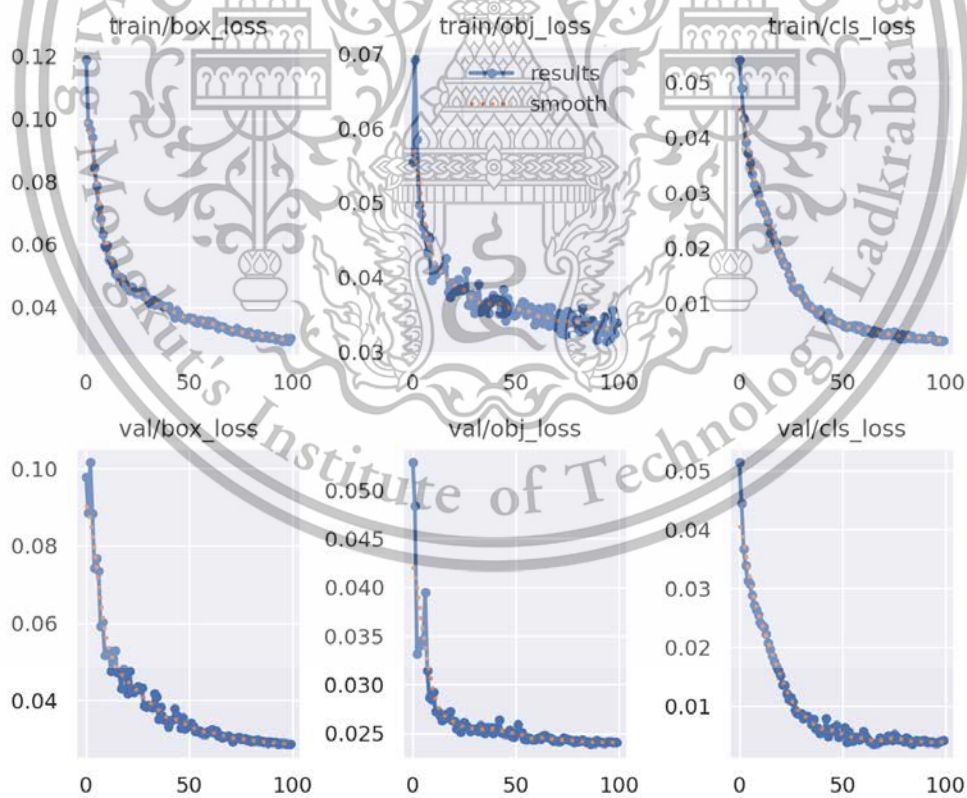 train/box_loss train/obj_loss train/cls_loss
0.12
0.10
0.08
0.06
0.04
0 50 100
0.07
0.06
0.05
0.04
0.03
0 50 100
results
smooth
0.05
0.04
0.03
0.02
0.01
0 50 100
val/box_loss val/obj_loss val/cls_loss
0.10
0.08
0.06
0.04
0 50 100
0.050
0.045
0.040
0.035
0.030
0.025
0 50 100
0.05
0.04
0.03
0.02
0.01
0 50 100
Mongkut's Institute of Technology Ladkrabang